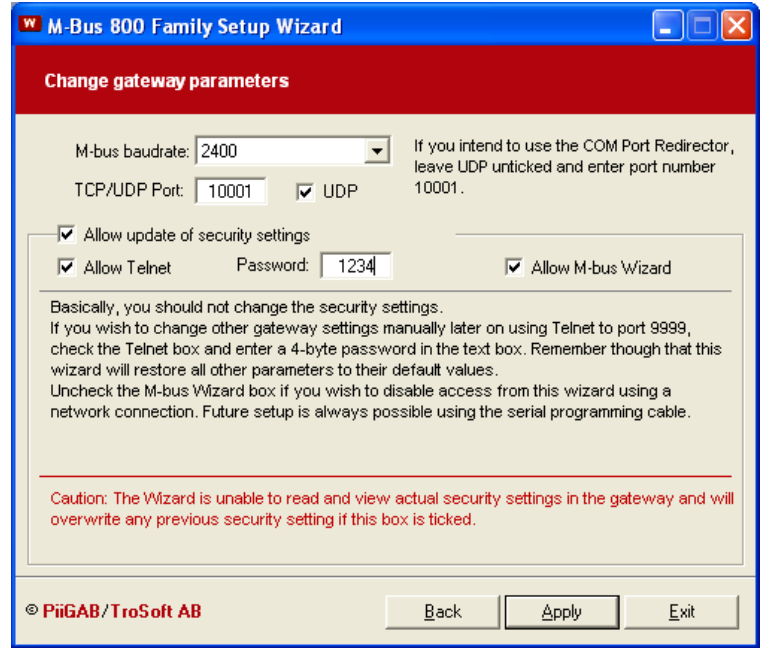 W M-Bus 800 Family Setup Wizard
Change gateway parameters
M-bus baudrate: 2400
If you intend to use the COM Port Redirector,
leave UDP unticked and enter port number
10001.
TCP/UDP Port: 10001 UDP
Allow update of security settings
Allow Telnet Password: 1234 Allow M-bus Wizard
Basically, you should not change the security settings.
If you wish to change other gateway settings manually later on using Telnet to port 9999,
check the Telnet box and enter a 4-byte password in the text box. Remember though that this
wizard will restore all other parameters to their default values.
Uncheck the M-bus Wizard box if you wish to disable access from this wizard using a
network connection. Future setup is always possible using the serial programming cable.
Caution: The Wizard is unable to read and view actual security settings in the gateway and will
overwrite any previous security setting if this box is ticked.
© PiiGAB/TroSoft AB Back Apply Exit